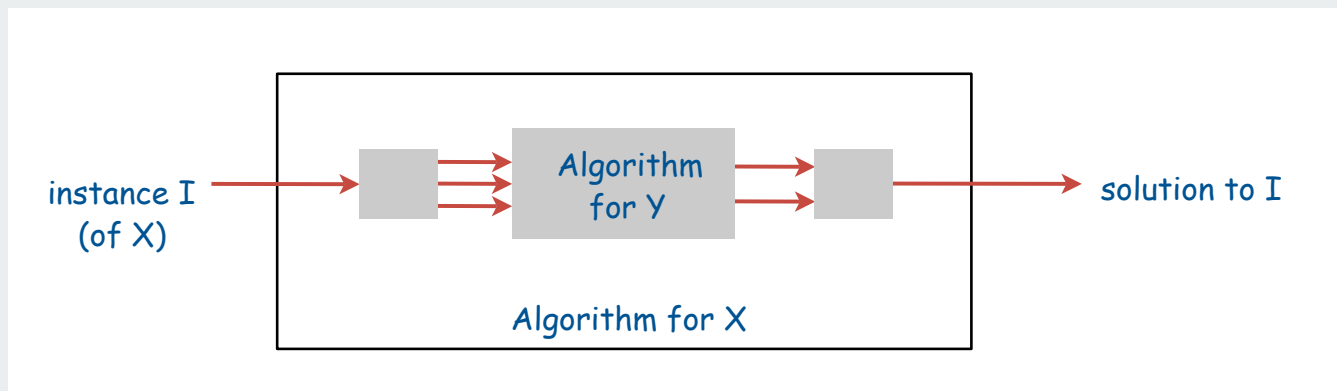 instance I
(of X)
Algorithm
for Y
solution to I
Algorithm for X